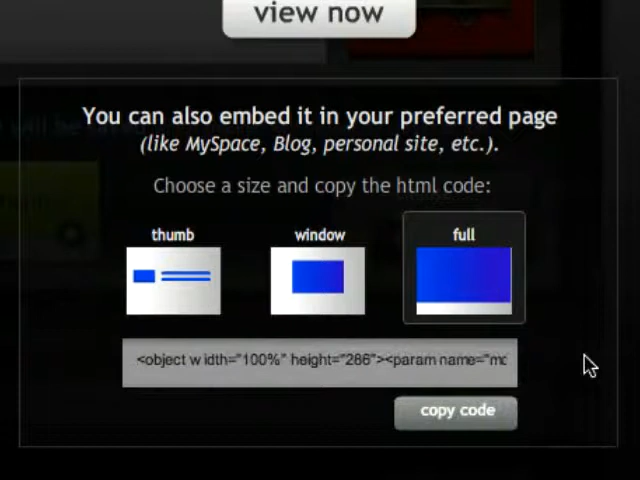 view now
You can also embed it in your preferred page
(like MySpace, Blog, personal site, etc.).
Choose a size and copy the html code:
thumb window full
<object width="100%" height="286"><param name="mc
copy code